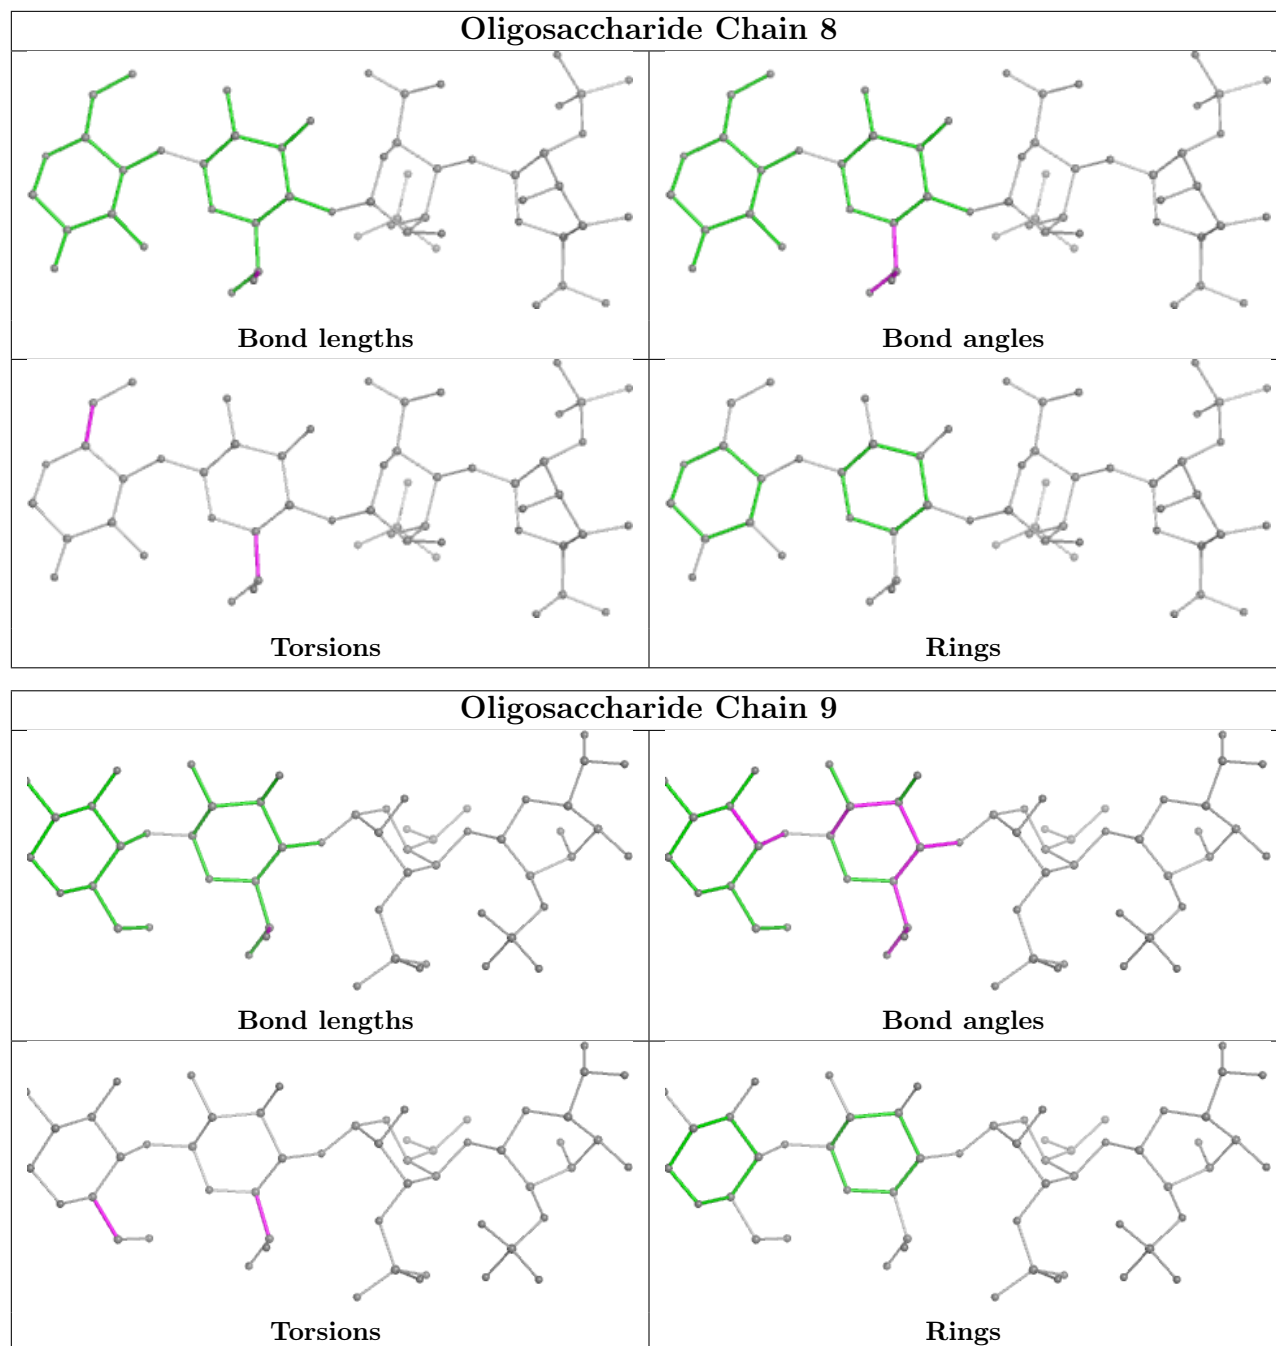 Oligosaccharide Chain 8
Bond lengths
Bond angles
Torsions
Rings
Oligosaccharide Chain 9
Bond lengths
Bond angles
Torsions
Rings